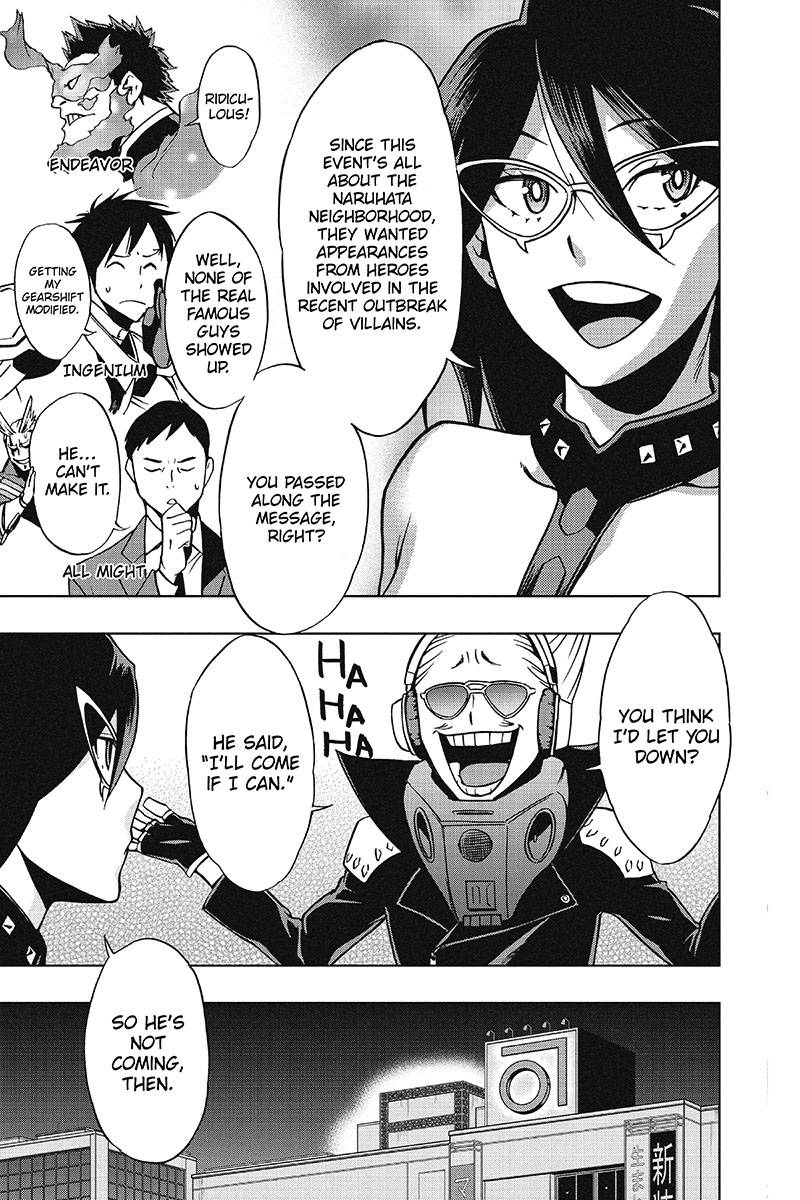 SINCE THIS
EVENT'S ALL
ABOUT THE
NARUHATA
NEIGHBORHOOD,
THEY WANTED
APPEARANCES
FROM HEROES
INVOLVED IN THE
RECENT OUTBREAK
OF VILLAINS.
RIDICU-
LOUS!
ENDEAVOR
WELL,
NONE OF
THE REAL
FAMOUS
GUYS
SHOWED
UP.
GETTING
MY
GEARSHIFT
MODIFIED.
INGENIUM
HE...
CAN'T
MAKE IT.
ALL MIGHT
YOU PASSED
ALONG THE
MESSAGE,
RIGHT?
YOU THINK
I'D LET YOU
DOWN?
HA
HA
HA
HA
HE SAID,
"I'LL COME
IF I CAN."
SO HE'S
NOT
COMING,
THEN.
マ
新